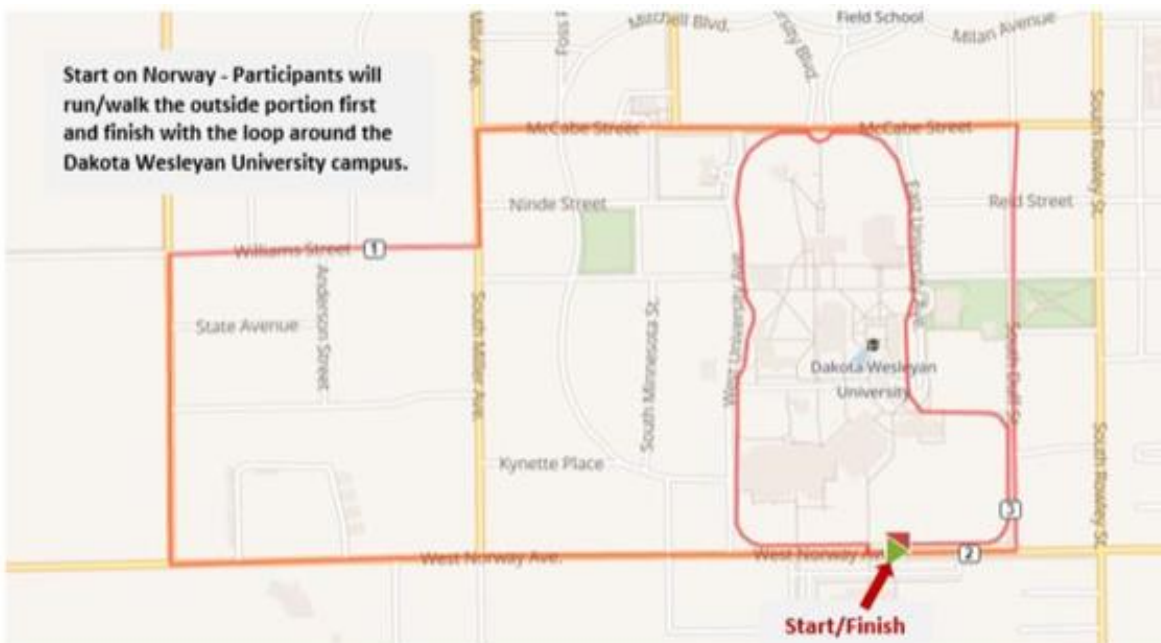 Start on Norway - Participants will
run/walk the outside portion first
and finish with the loop around the
Dakota Wesleyan University campus.
Miller Ave.
Foss
Mitchell Blvd.
Blvd.
Field School
Milan Avenue
McCabe Street
McCabe Street
South Rowley St.
Ninde Street
East University Ave
Reid Street
Williams Street
1
Anderson Street
State Avenue
South Miller Ave.
South Minnesota St.
West University Ave
Dakota Wesleyan
University
South Duff St.
South Rowley St.
Kynette Place
3
West Norway Ave.
West Norway Ave
2
Start/Finish